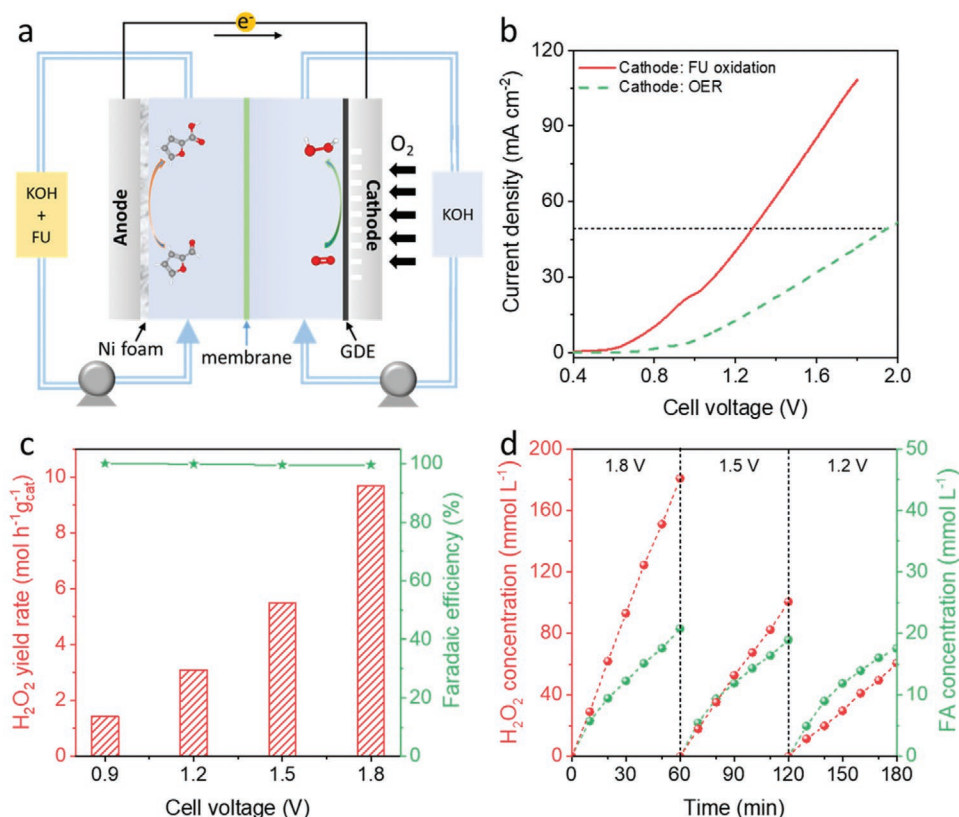 a
e-
KOH
+
FU
Anode
Cathode
O2
KOH
Ni foam
membrane
GDE
b
Cathode: FU oxidation
Cathode: OER
Current density (mA cm-2)
120
90
60
30
0
0.4 0.8 1.2 1.6 2.0
Cell voltage (V)
c
H2O2 yield rate (mol h-1g-1cat)
10
8
6
4
2
0
0.9 1.2 1.5 1.8
Cell voltage (V)
100
80
60
40
20
0
Faradaic efficiency (%)
d
1.8 V 1.5 V 1.2 V
H2O2 concentration (mmol L-1)
200
160
120
80
40
0
0 30 60 90 120 150 180
Time (min)
50
40
30
20
10
0
FA concentration (mmol L-1)